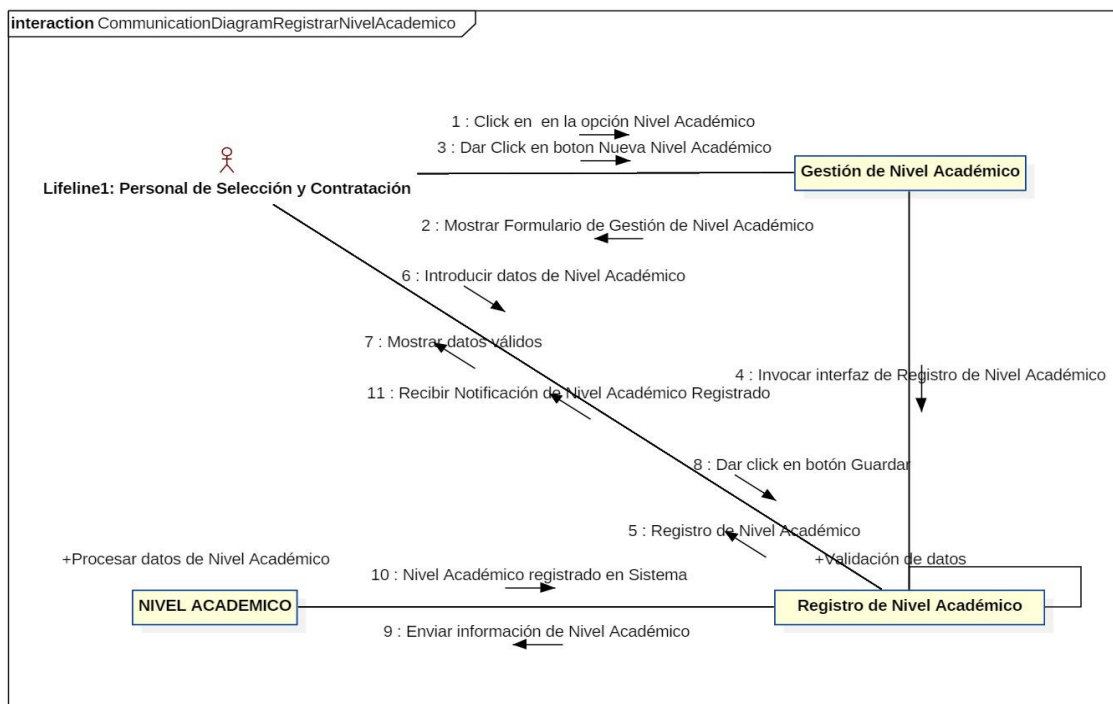 interaction CommunicationDiagramRegistrarNivelAcademico
1 : Click en  en la opción Nivel Académico
3 : Dar Click en boton Nueva Nivel Académico
Lifeline1: Personal de Selección y Contratación
Gestión de Nivel Académico
2 : Mostrar Formulario de Gestión de Nivel Académico
6 : Introducir datos de Nivel Académico
7 : Mostrar datos válidos
4 : Invocar interfaz de Registro de Nivel Académico
11 : Recibir Notificación de Nivel Académico Registrado
8 : Dar click en botón Guardar
5 : Registro de Nivel Académico
+Procesar datos de Nivel Académico
+Validación de datos
10 : Nivel Académico registrado en Sistema
NIVEL ACADEMICO
Registro de Nivel Académico
9 : Enviar información de Nivel Académico